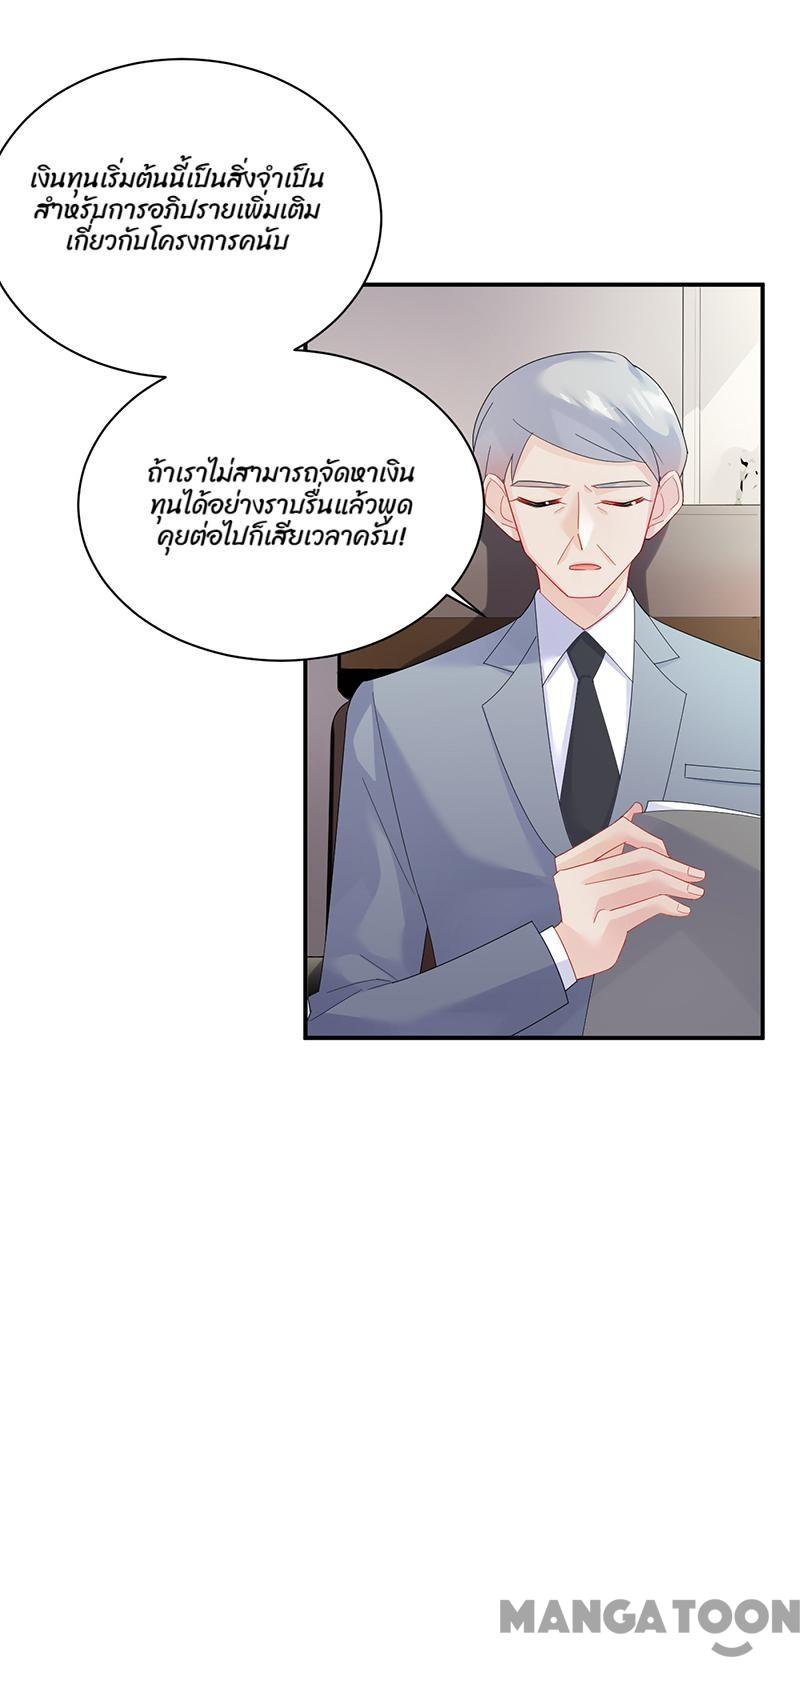 เงินทุนเริ่มต้นนี้เป็นสิ่งจำเป็น
สำหรับการอภิปรายเพิ่มเติม
เกี่ยวกับโครงการคนับ
ถ้าเราไม่สามารถจัดหาเงิน
ทุนได้อย่างราบรื่นแล้วพูด
คุยต่อไปก็เสียเวลาครับ!
MANGATOON